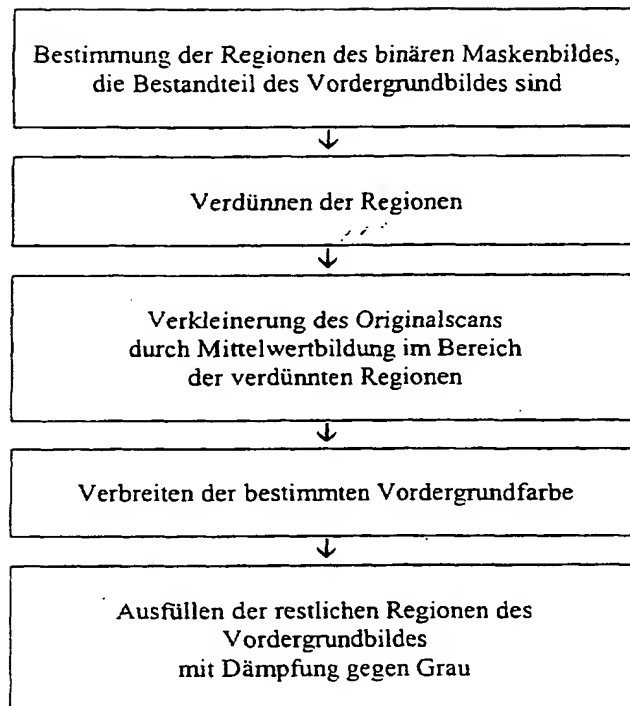 Bestimmung der Regionen des binären Maskenbildes,
die Bestandteil des Vordergrundbildes sind
Verdünnen der Regionen
Verkleinerung des Originalscans
durch Mittelwertbildung im Bereich
der verdünnten Regionen
Verbreiten der bestimmten Vordergrundfarbe
Ausfüllen der restlichen Regionen des
Vordergrundbildes
mit Dämpfung gegen Grau